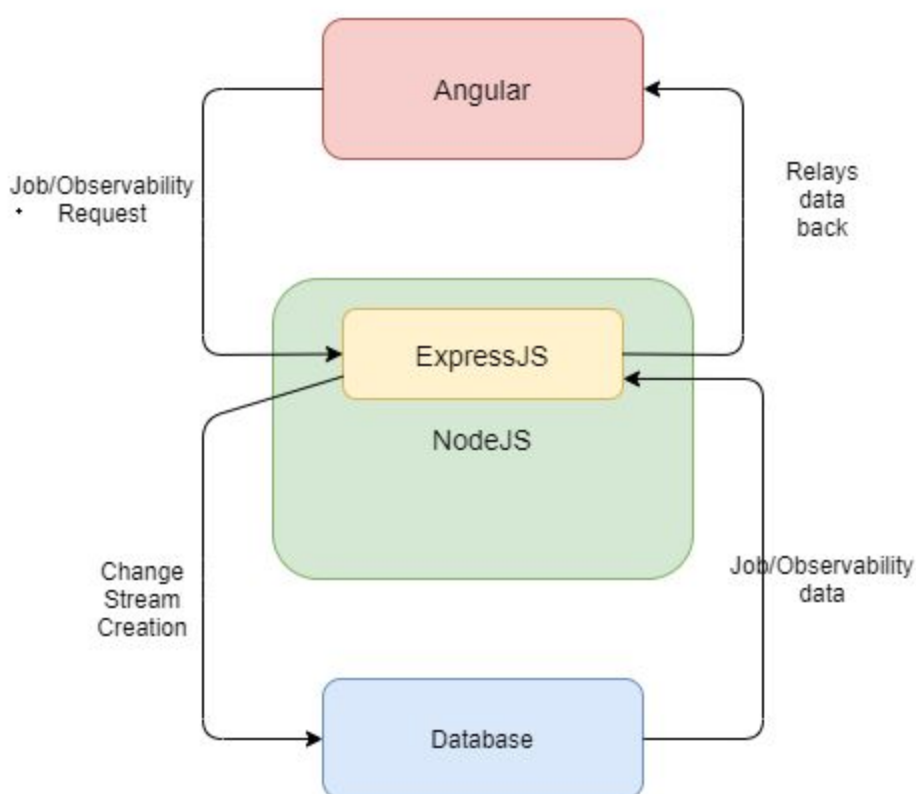 Angular
Job/Observability
Request
Relays
data
back
ExpressJS
NodeJS
Change
Stream
Creation
Job/Observability
data
Database